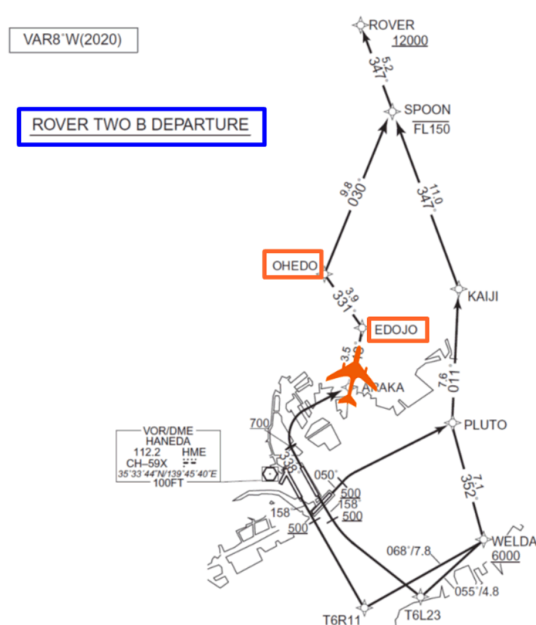 ROVER
12000
VAR8°W(2020)
5.2
347°
ROVER TWO B DEPARTURE
SPOON
FL150
9.8
030°
11.0
347°
OHEDO
3.9
331°
KAIJI
EDOJO
3.5
7.6
011°
700
PLUTO
VOR/DME
HANEDA
112.2 HME
CH–59X
35°33'44"N/139°45'40"E
100FT
050°
500
158°
158°
500
500
7.1
352°
WELDA
6000
068°/7.8
055°/4.8
T6R11
T6L23